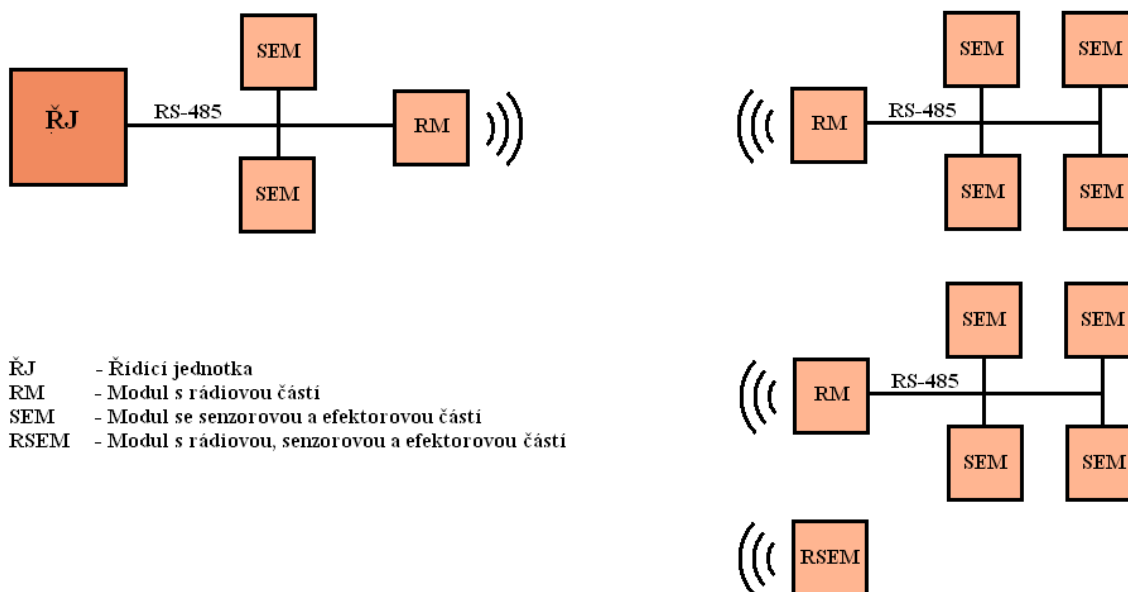 SEM
ŘJ
RS-485
RM
SEM
SEM
SEM
RM
RS-485
SEM
SEM
SEM
SEM
RM
RS-485
SEM
SEM
RSEM
ŘJ - Řídící jednotka
RM - Modul s rádiovou částí
SEM - Modul se senzorovou a efektorovou částí
RSEM - Modul s rádiovou, senzorovou a efektorovou částí